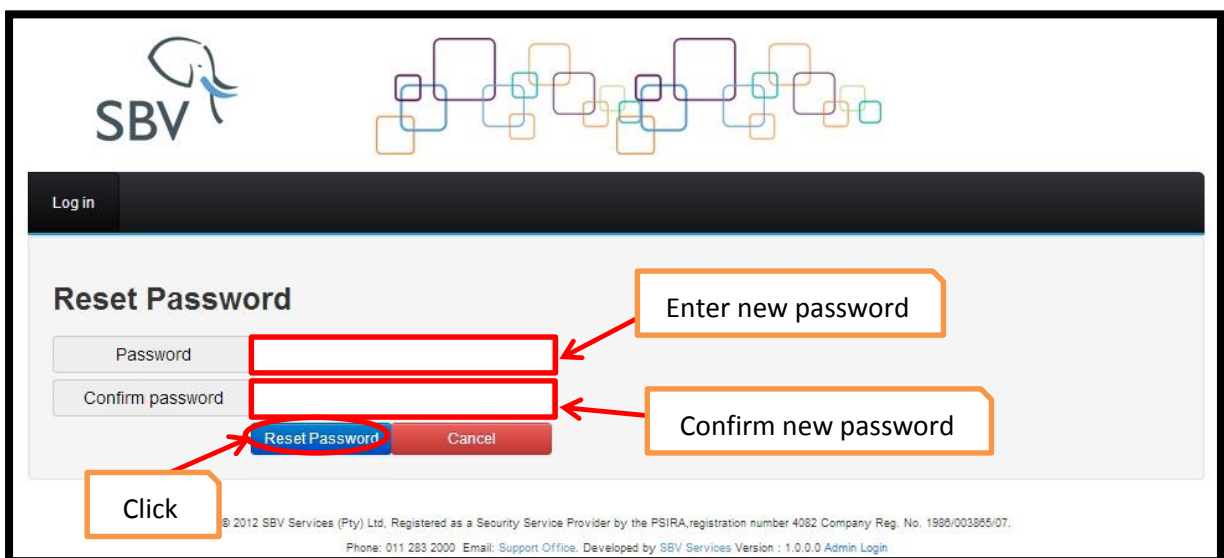 SBV
Log in
Reset Password
Enter new password
Password
Confirm password
Confirm new password
Reset Password
Cancel
Click
© 2012 SBV Services (Pty) Ltd, Registered as a Security Service Provider by the PSIRA,registration number 4082 Company Reg. No. 1986/003865/07.
Phone: 011 283 2000 Email: Support Office. Developed by SBV Services Version : 1.0.0.0 Admin Login